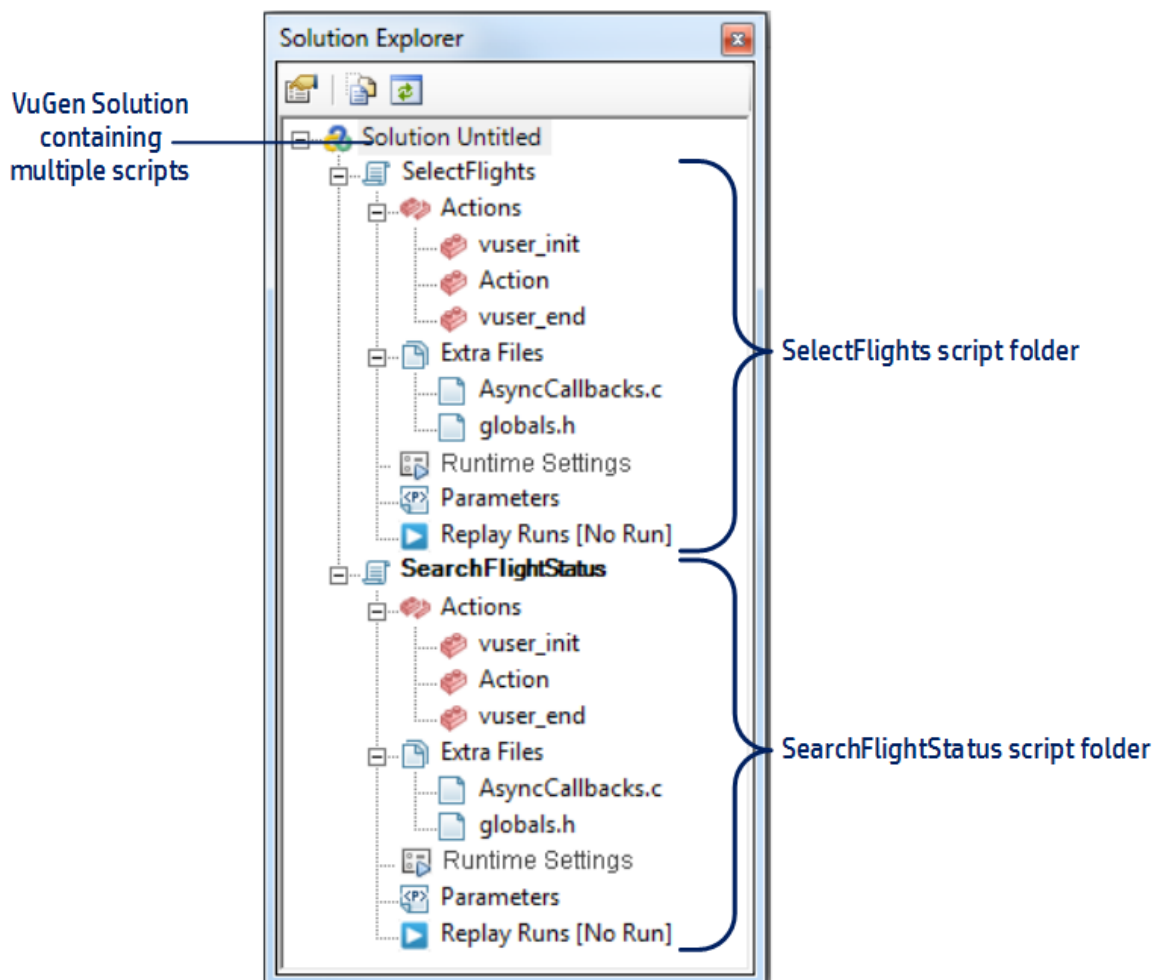 Solution Explorer
VuGen Solution
containing
multiple scripts
Solution Untitled
SelectFlights
Actions
vuser_init
Action
vuser_end
Extra Files
AsyncCallbacks.c
globals.h
Runtime Settings
Parameters
Replay Runs [No Run]
SelectFlights script folder
SearchFlightStatus
Actions
vuser_init
Action
vuser_end
Extra Files
AsyncCallbacks.c
globals.h
Runtime Settings
Parameters
Replay Runs [No Run]
SearchFlightStatus script folder